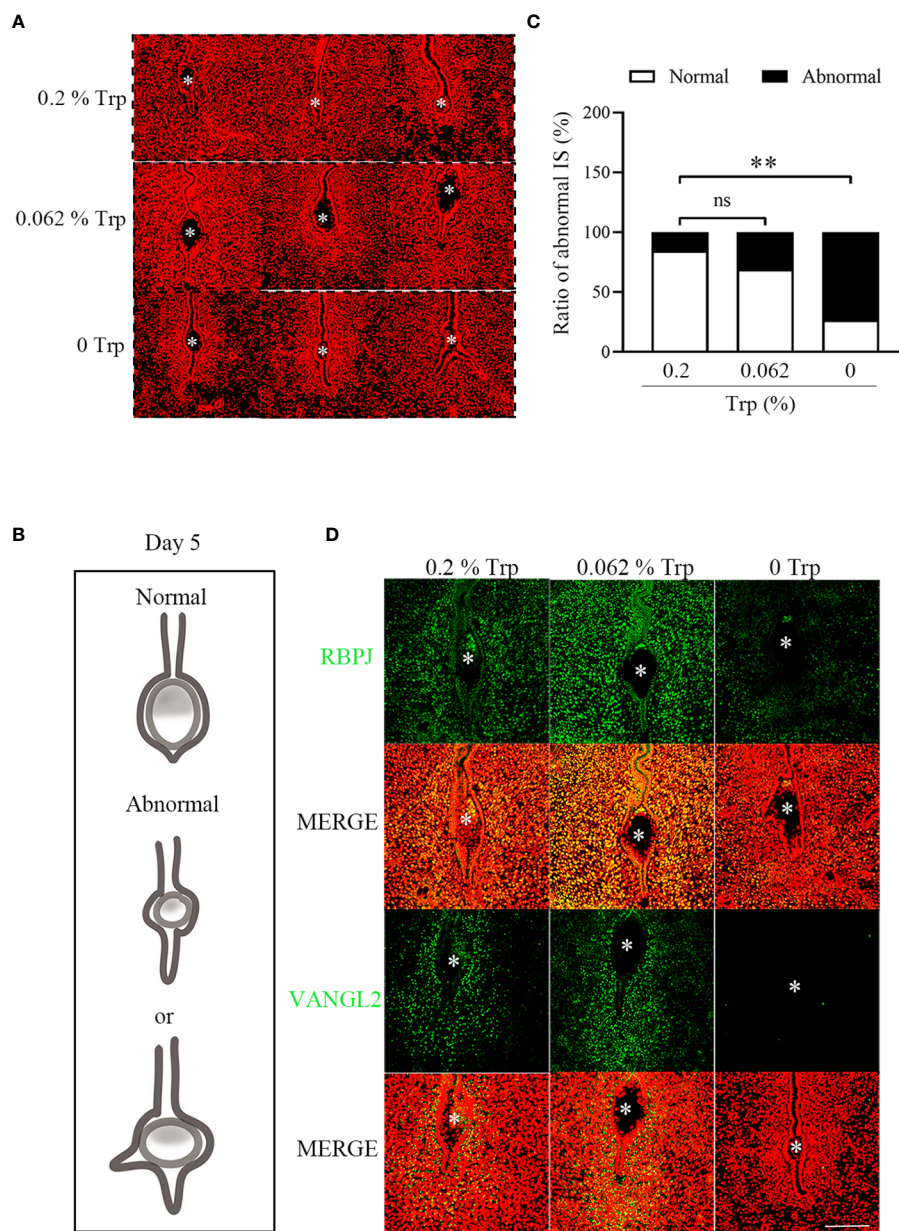 A
0.2 % Trp
0.062 % Trp
0 Trp
* * *
* * *
* * *
C
Normal Abnormal
Ratio of abnormal IS (%)
200
150
100
50
0
**
ns
0.2 0.062 0
Trp (%)
B
Day 5
Normal
Abnormal
or
D
0.2 % Trp 0.062 % Trp 0 Trp
RBPJ
* * *
MERGE
* * *
VANGL2
* * *
MERGE
* * *